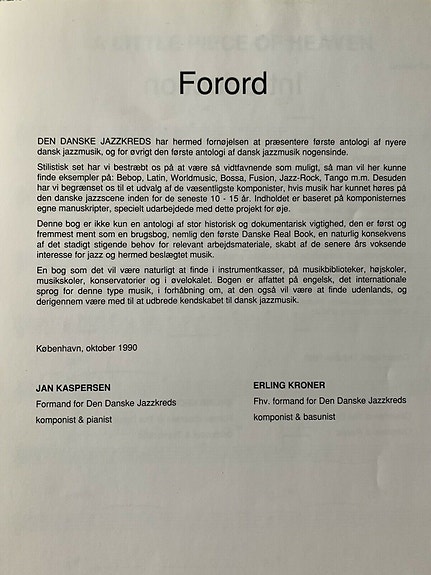 Forord
DEN DANSKE JAZZKREDS har hermed fornøjelsen at præsentere første antologi af nyere
dansk jazzmusik, og for øvrigt den første antologi af dansk jazzmusik nogensinde.
Stilistisk set har vi bestræbt os på at være så vidtfavnende som muligt, så man vil her kunne
finde eksempler på: Bebop, Latin, Worldmusic, Bossa, Fusion, Jazz-Rock, Tango m.m. Desuden
har vi begrænset os til et udvalg af de væsentligste komponister, hvis musik har kunnet høres på
den danske jazzscene inden for de seneste 10 - 15 år. Indholdet er baseret på komponisternes
egne manuskripter, specielt udarbejdede med dette projekt for øje.
Denne bog er ikke kun en antologi af stor historisk og dokumentarisk vigtighed, den er først og
fremmest ment som en brugsbog, nemlig den første Danske Real Book, en naturlig konsekvens
af det stadigt stigende behov for relevant arbejdsmateriale, skabt af de senere års voksende
interesse for jazz og hermed beslægtet musik.
En bog som det vil være naturligt at finde i instrumentkasser, på musikbiblioteker, højskoler,
musikskoler, konservatorier og i øvelokalet. Bogen er affattet på engelsk, det internationale
sprog for denne type musik, i forhåbning om, at den også vil være at finde udenlands, og
derigennem være med til at udbrede kendskabet til dansk jazzmusik.
København, oktober 1990
JAN KASPERSEN
Formand for Den Danske Jazzkreds
komponist & pianist
ERLING KRONER
Fhv. formand for Den Danske Jazzkreds
komponist & basunist